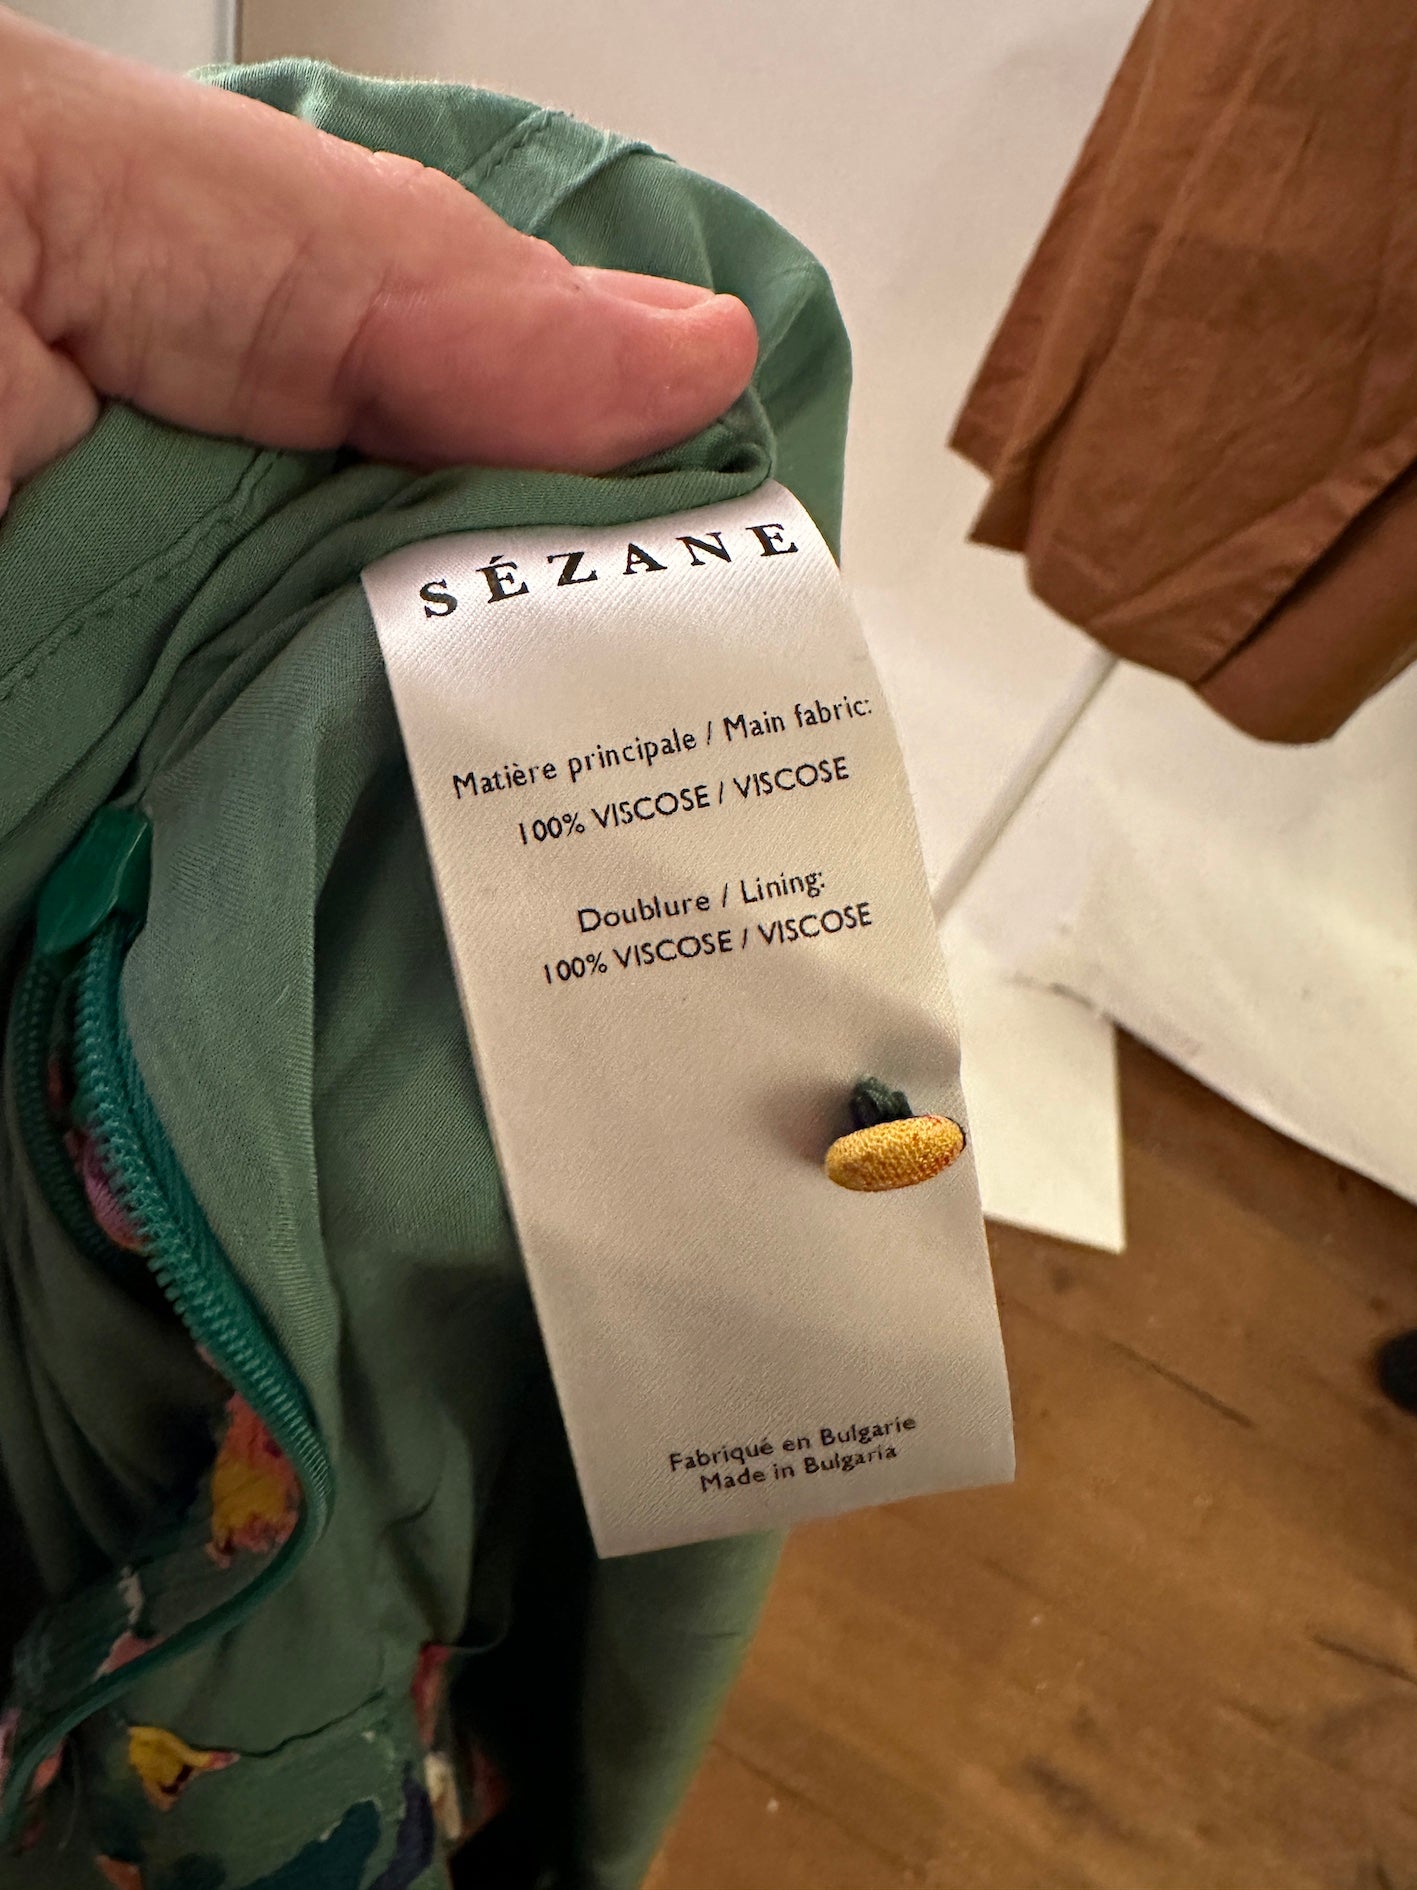 SÉZANE
Matière principale / Main fabric:
100% VISCOSE / VISCOSE
Doublure / Lining:
100% VISCOSE / VISCOSE
Fabriqué en Bulgarie
Made in Bulgaria